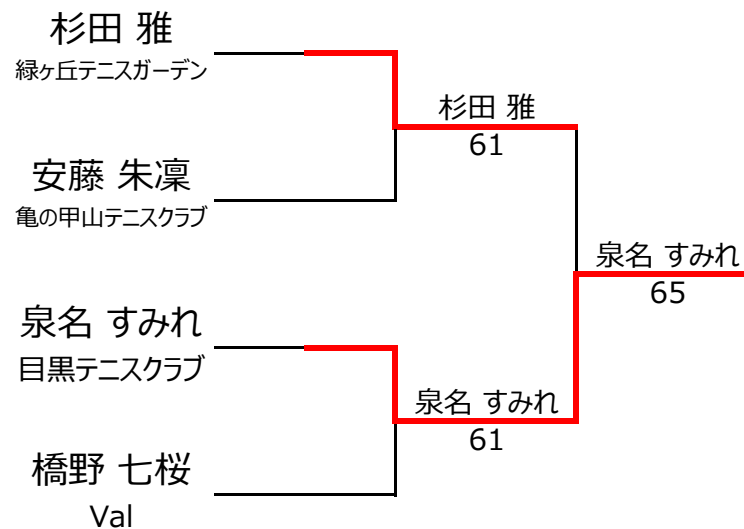 杉田 雅
緑ヶ丘テニスガーデン
杉田 雅
61
安藤 朱凜
亀の甲山テニスクラブ
泉名 すみれ
65
泉名 すみれ
目黒テニスクラブ
泉名 すみれ
61
橋野 七桜
Val